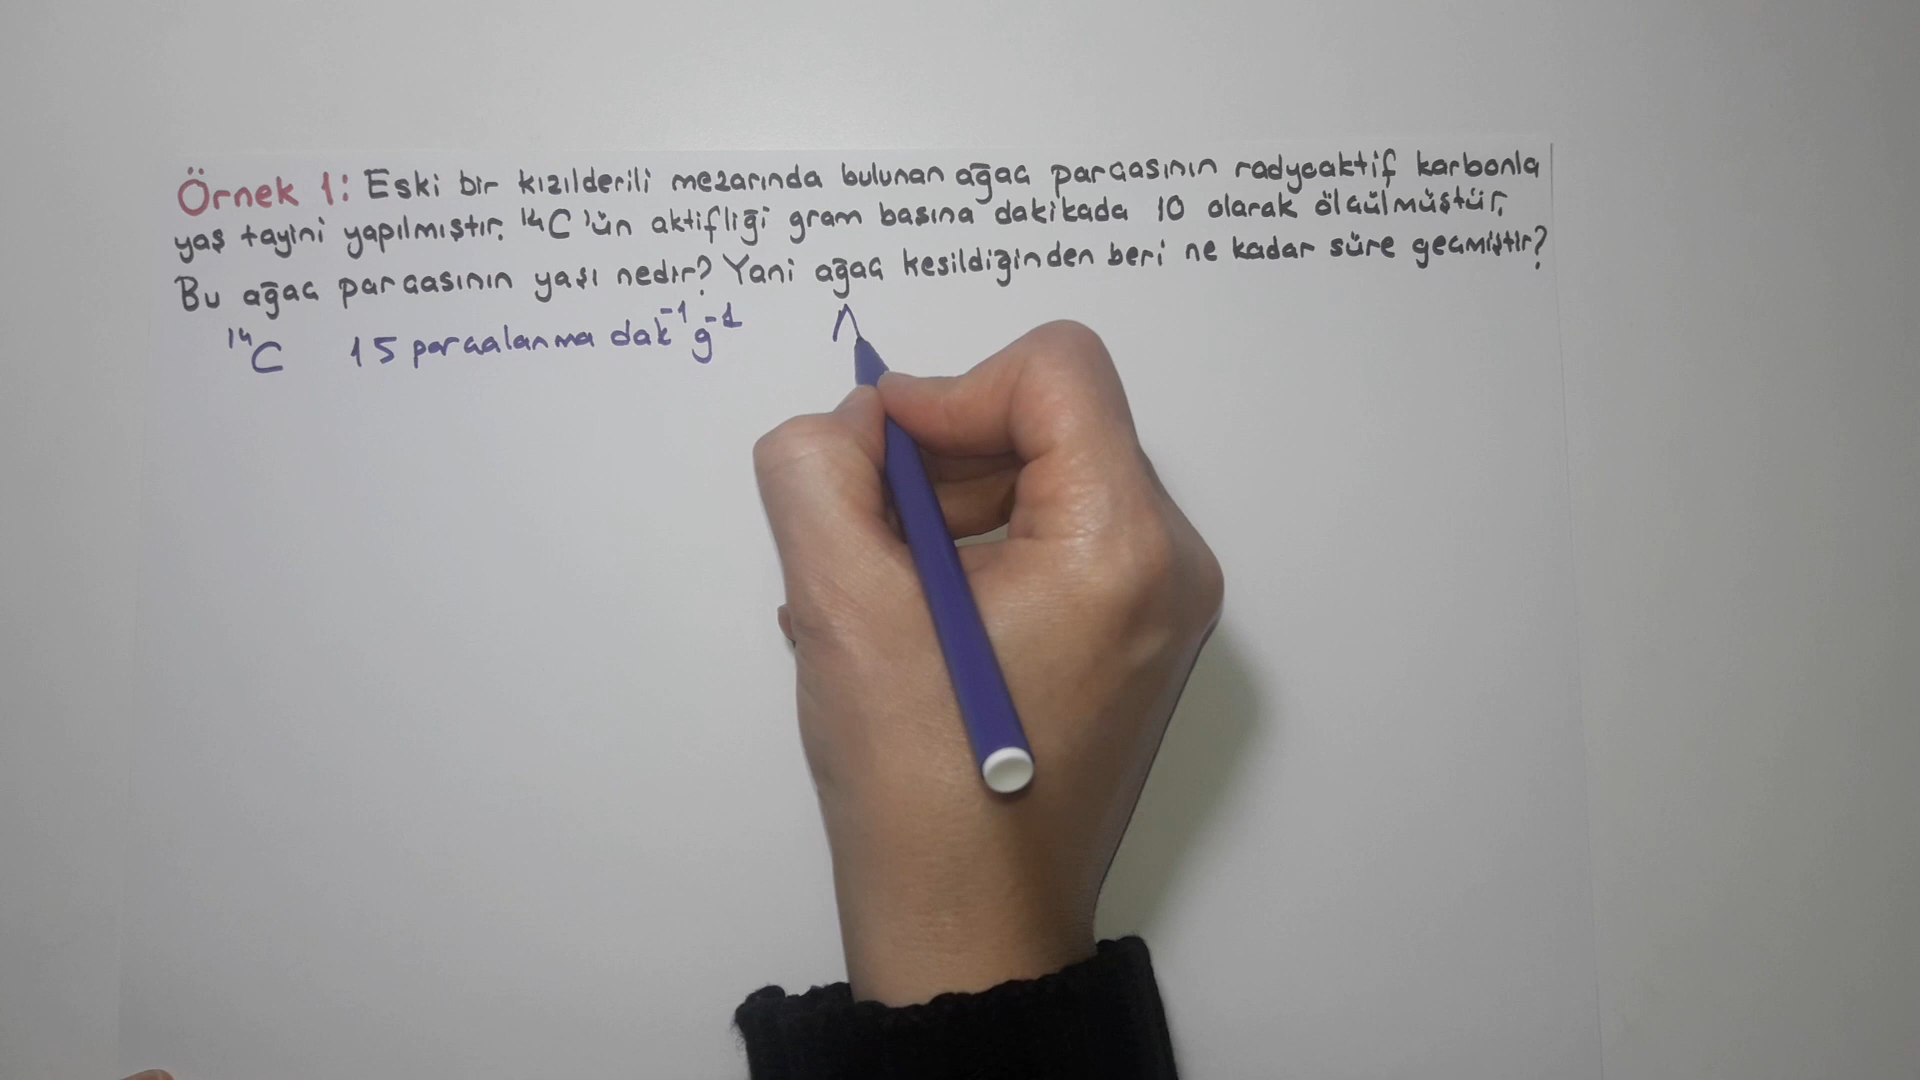 Örnek 1: Eski bir kızılderili mezarında bulunan ağaç parçasının radyoaktif karbonla
yaş tayini yapılmıştır. ¹⁴C'ün aktifliği gram başına dakikada 10 olarak ölçülmüştür.
Bu ağaç parçasının yaşı nedir? Yani ağaç kesildiğinden beri ne kadar süre geçmiştir?
¹⁴C 15 parçalanma dak⁻¹ g⁻¹